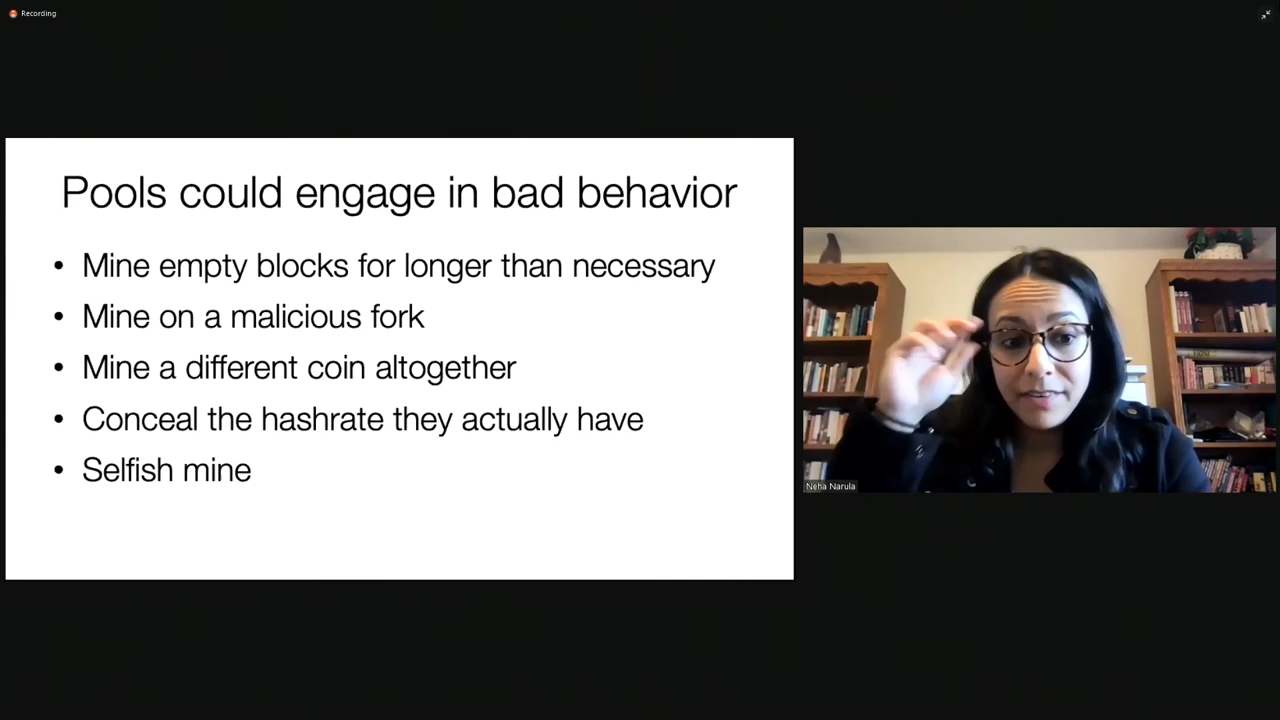 Recording
Pools could engage in bad behavior
• Mine empty blocks for longer than necessary
• Mine on a malicious fork
• Mine a different coin altogether
• Conceal the hashrate they actually have
• Selfish mine
Neha Narula